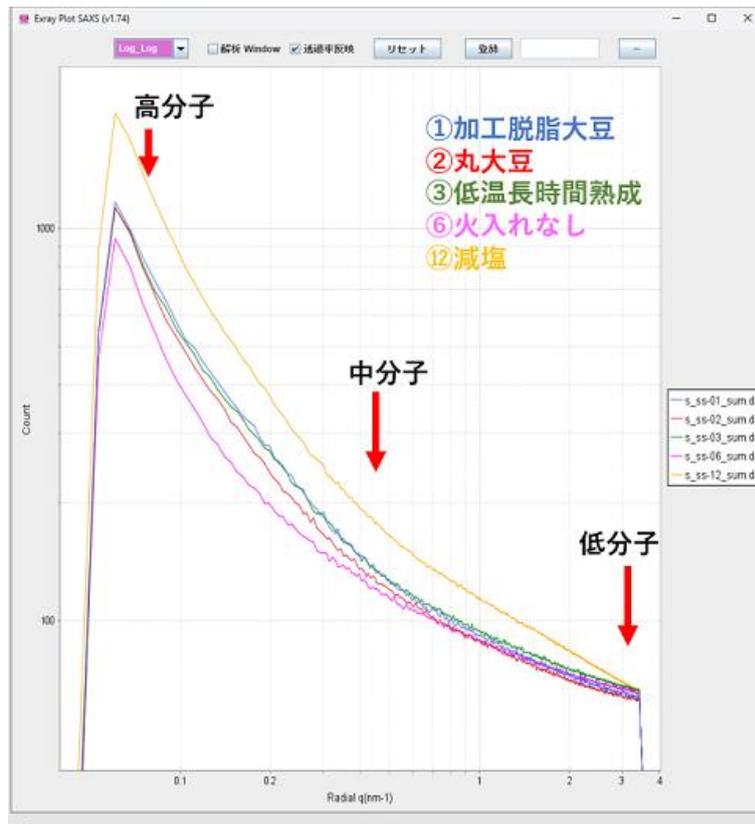 Exray Plot SAXS (v1.74)
Log_Log
解析 Window
透過率反映
リセット
登録
高分子
①加工脱脂大豆
②丸大豆
③低温長時間熟成
⑥火入れなし
⑫減塩
1000
中分子
Count
s_ss-01_sum.d
s_ss-02_sum.d
s_ss-03_sum.d
s_ss-06_sum.d
s_ss-12_sum.d
低分子
100
0.1 0.2 1 2 3 4
Radial q(nm-1)